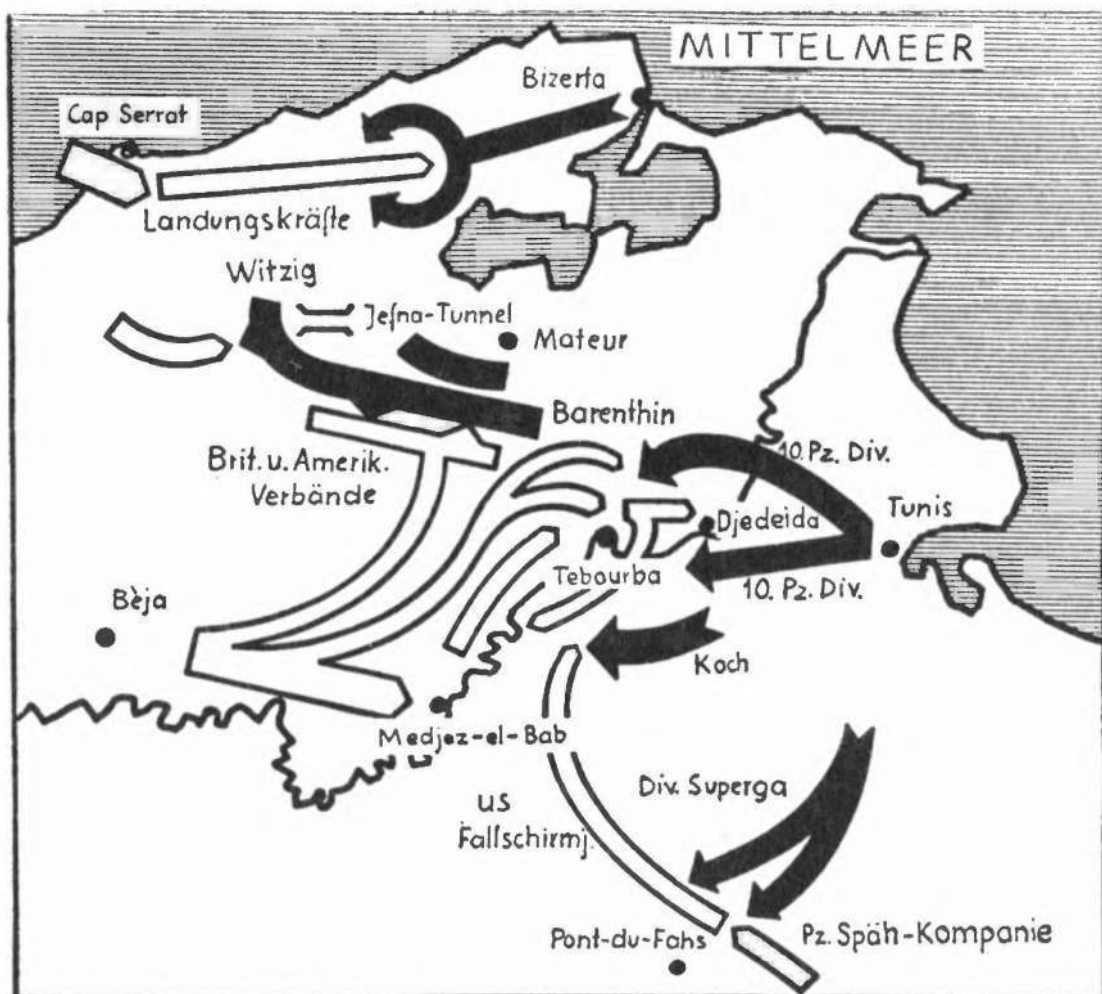 MITTELMEER
Bizerta
Cap Serrat
Landungskräfte
Witzig
Jefna-Tunnel
Mateur
Barenthin
Brit. u. Amerik.
Verbände
10. Pz. Div.
Djedeida
Tunis
Tebourba
10. Pz. Div.
Bèja
Koch
Medjez-el-Bab
Div. Superga
us
Fallschirmj.
Pont-du-Fahs
Pz. Späh-Kompanie